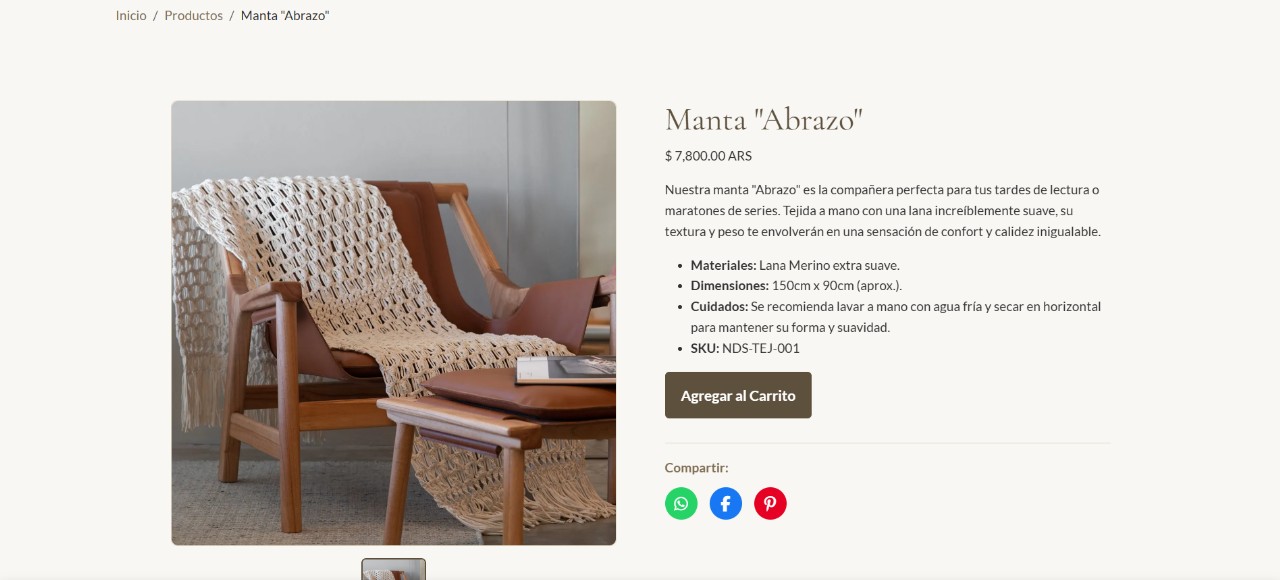 Inicio / Productos / Manta "Abrazo"
Manta "Abrazo"
$ 7,800.00 ARS
Nuestra manta "Abrazo" es la compañera perfecta para tus tardes de lectura o
maratones de series. Tejida a mano con una lana increíblemente suave, su
textura y peso te envolverán en una sensación de confort y calidez inigualable.
• Materiales: Lana Merino extra suave.
• Dimensiones: 150cm x 90cm (aprox.).
• Cuidados: Se recomienda lavar a mano con agua fría y secar en horizontal
para mantener su forma y suavidad.
• SKU: NDS-TEJ-001
Agregar al Carrito
Compartir: